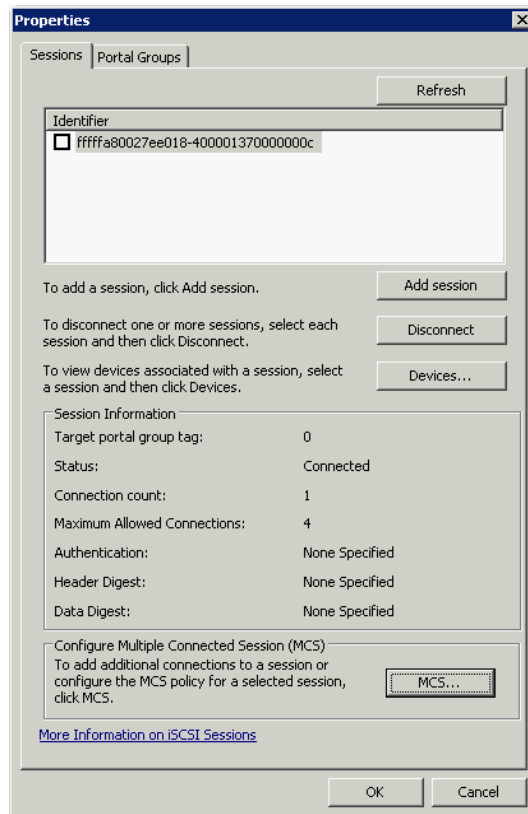 Properties
Sessions
Portal Groups
Refresh
Identifier
fffffa80027ee018-400001370000000c
To add a session, click Add session.
Add session
To disconnect one or more sessions, select each
session and then click Disconnect.
Disconnect
To view devices associated with a session, select
a session and then click Devices.
Devices...
Session Information
Target portal group tag: 0
Status: Connected
Connection count: 1
Maximum Allowed Connections: 4
Authentication: None Specified
Header Digest: None Specified
Data Digest: None Specified
Configure Multiple Connected Session (MCS)
To add additional connections to a session or
configure the MCS policy for a selected session,
click MCS.
MCS...
More Information on iSCSI Sessions
OK
Cancel